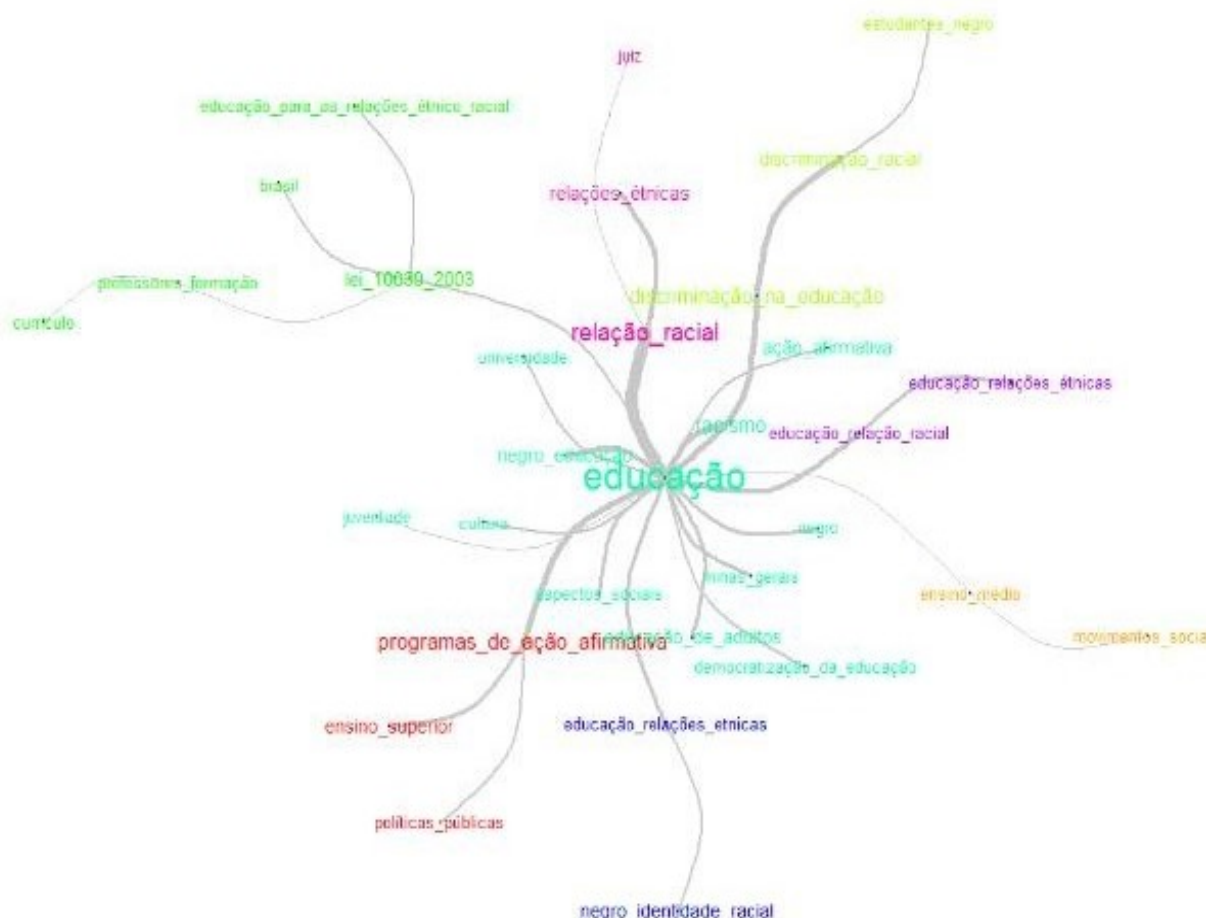 estudantes_negro
juiz
educação_para_as_relações_étnico_racial
discriminação_racial
brasil
relações_étnicas
lei_10639_2003
professores_formação
discriminação_na_educação
currículo
relação_racial
ação_afirmativa
universidade
educação_relações_étnicas
racismo
educação_relação_racial
negro_educação
educação
juventude
cultura
negro
minas_gerais
aspectos_sociais
ensino_médio
programas_de_ação_afirmativa
educação_de_adultos
movimentos_socia
democratização_da_educação
ensino_superior
educação_relações_etnicas
políticas_públicas
negro_identidade_racial